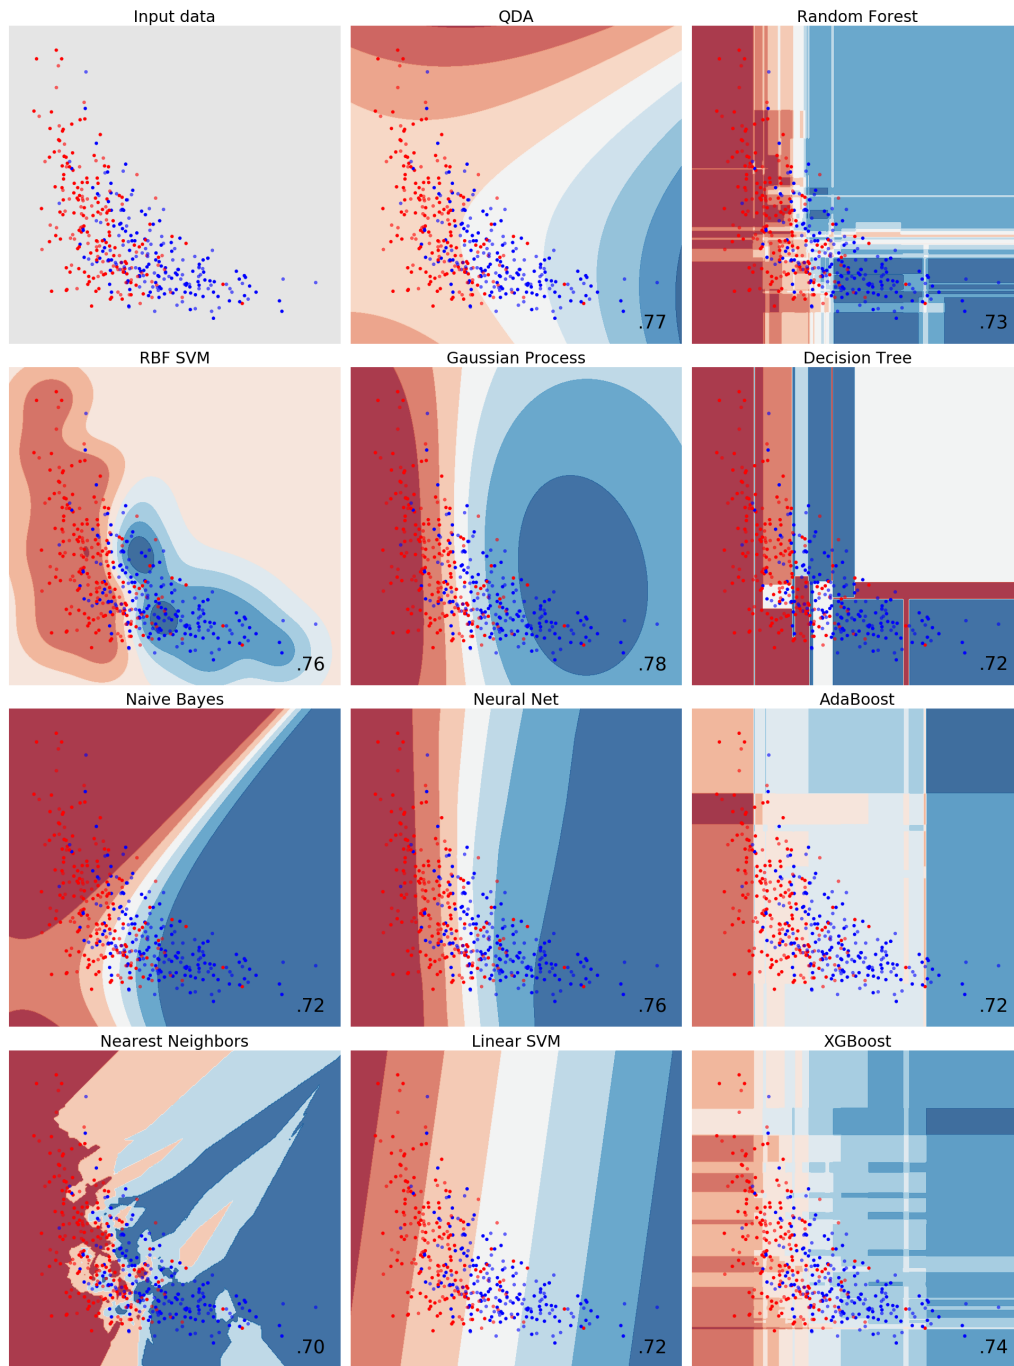 Input data
QDA
Random Forest
.77
.73
RBF SVM
Gaussian Process
Decision Tree
.76
.78
.72
Naive Bayes
Neural Net
AdaBoost
.72
.76
.72
Nearest Neighbors
Linear SVM
XGBoost
.70
.72
.74